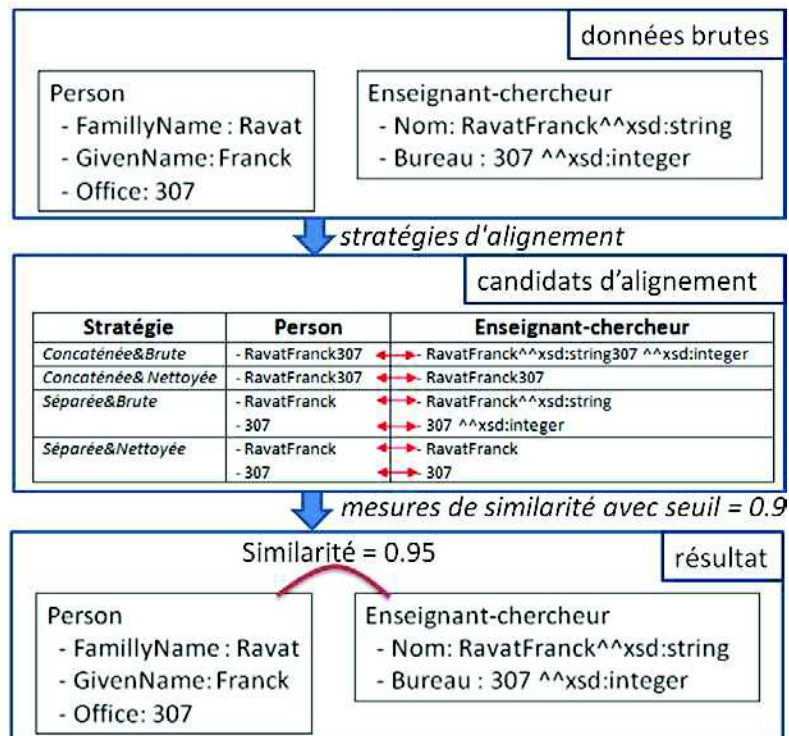 données brutes
Person
- FamillyName : Ravat
- GivenName: Franck
- Office: 307
Enseignant-chercheur
- Nom: RavatFranck^^xsd:string
- Bureau : 307 ^^xsd:integer
stratégies d'alignement
candidats d’alignement
Stratégie Person Enseignant-chercheur
Concaténée&Brute - RavatFranck307 - RavatFranck^^xsd:string307 ^^xsd:integer
Concaténée& Nettoyée - RavatFranck307 - RavatFranck307
Séparée&Brute - RavatFranck - RavatFranck^^xsd:string
- 307 307 ^^xsd:integer
Séparée&Nettoyée - RavatFranck - RavatFranck
- 307 - 307
mesures de similarité avec seuil = 0.9
Similarité = 0.95
résultat
Person
- FamillyName : Ravat
- GivenName: Franck
- Office: 307
Enseignant-chercheur
- Nom: RavatFranck^^xsd:string
- Bureau : 307 ^^xsd:integer